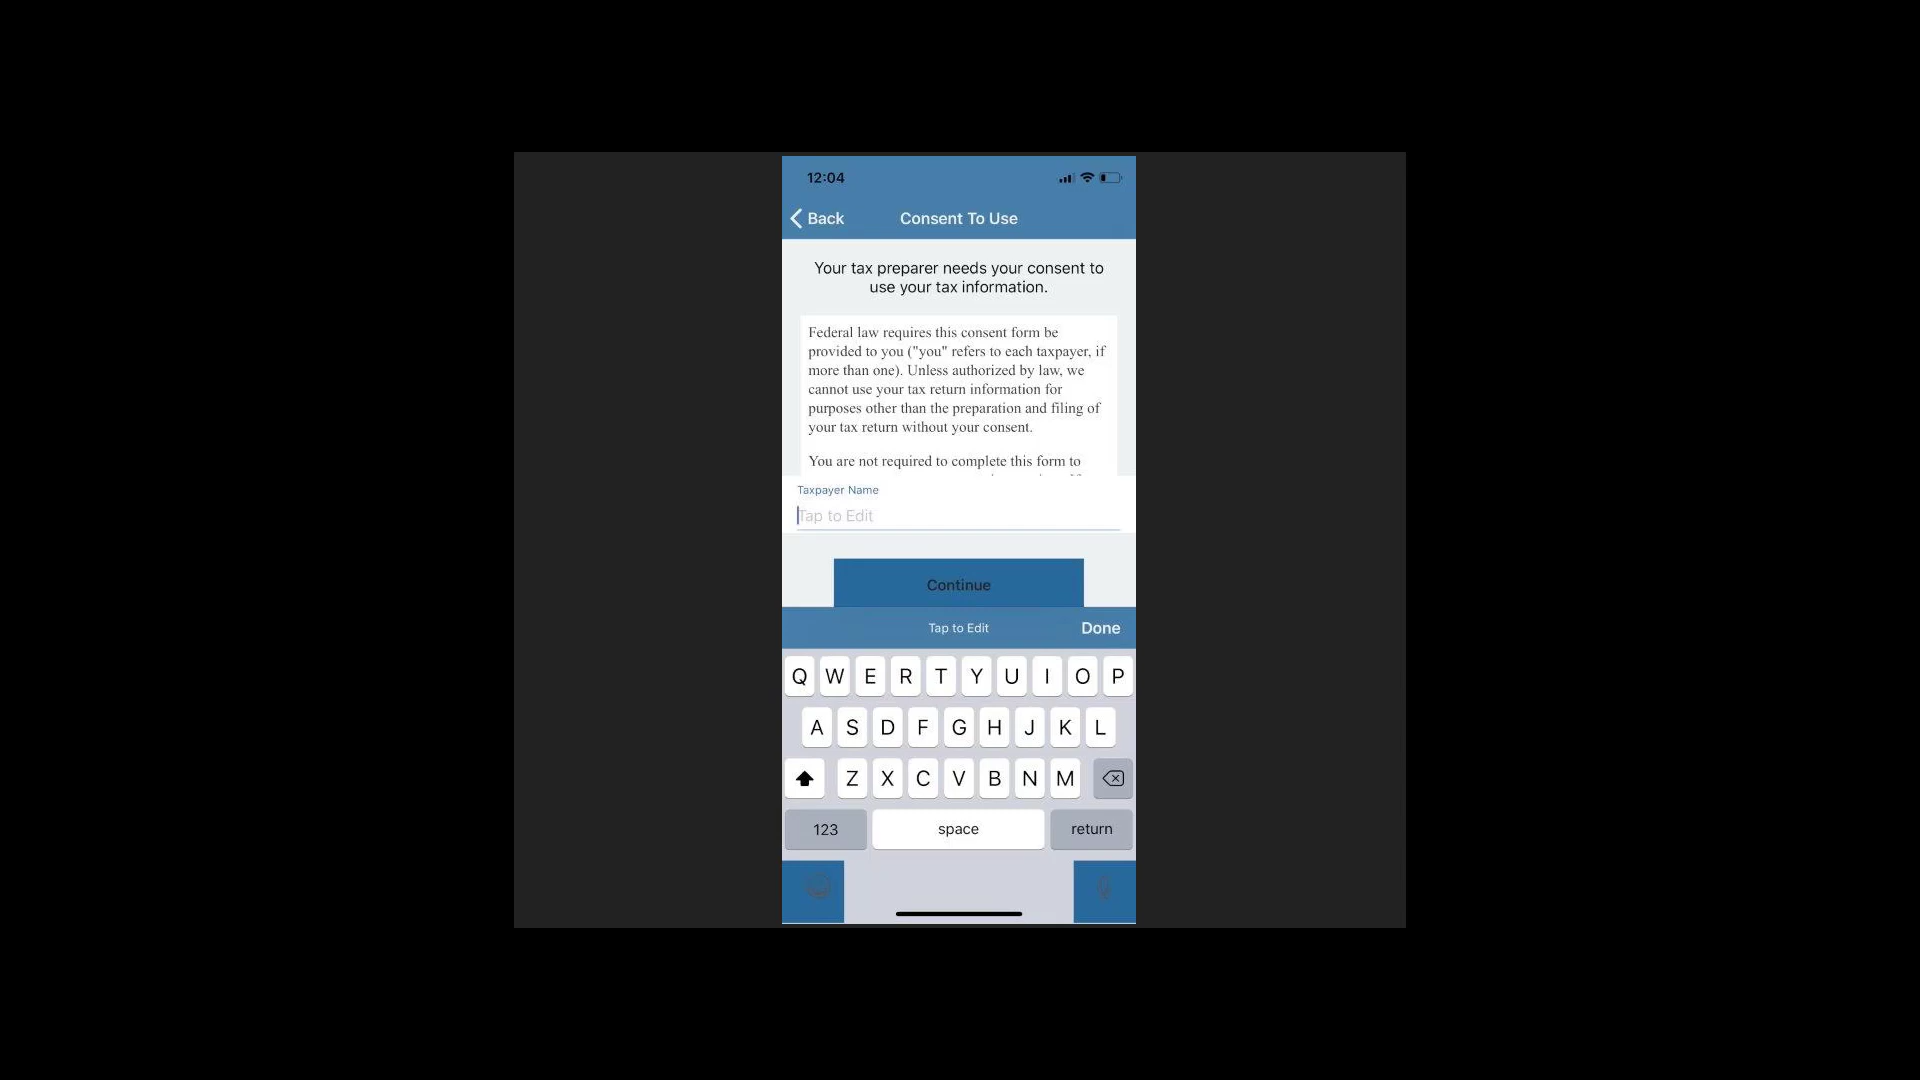 12:04
Back
Consent To Use
Your tax preparer needs your consent to
use your tax information.
Federal law requires this consent form be
provided to you ("you" refers to each taxpayer, if
more than one). Unless authorized by law, we
cannot use your tax return information for
purposes other than the preparation and filing of
your tax return without your consent.
You are not required to complete this form to
Taxpayer Name
Tap to Edit
Continue
Tap to Edit
Done
Q W E R T Y U I O P
A S D F G H J K L
Z X C V B N M
123 space return